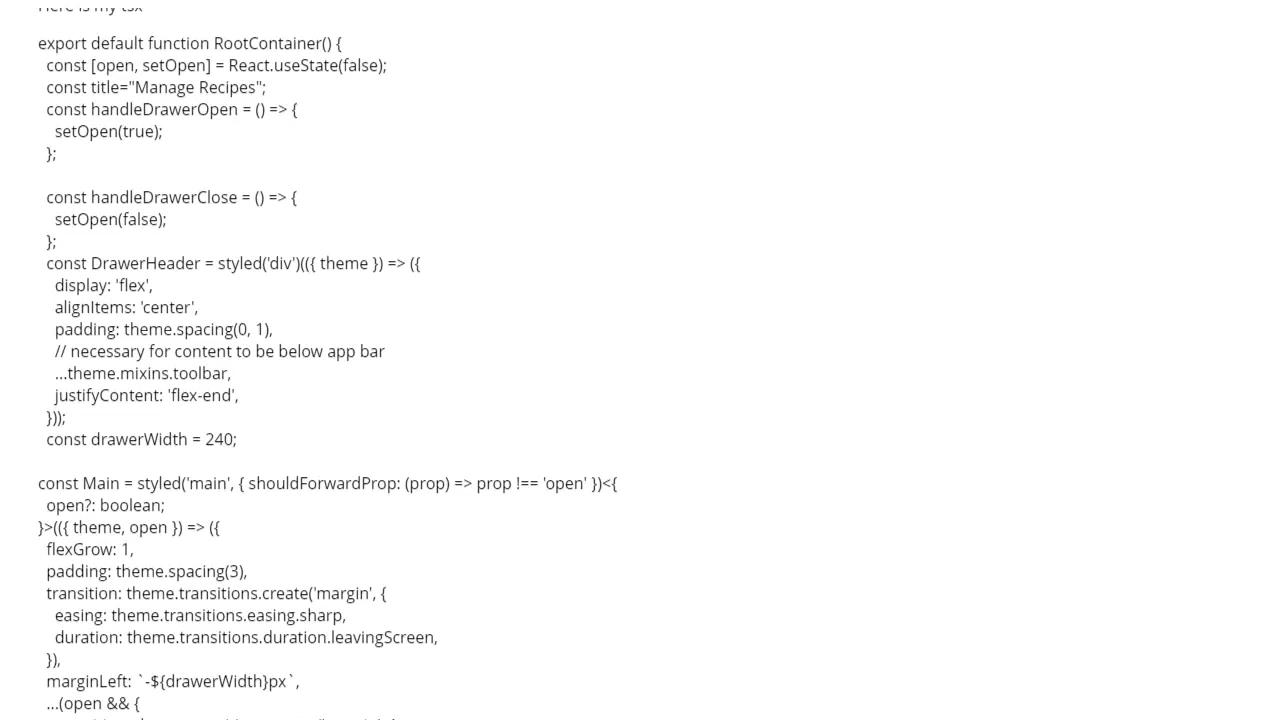 Here is my tsx
export default function RootContainer() {
const [open, setOpen] = React.useState(false);
const title="Manage Recipes";
const handleDrawerOpen = () => {
setOpen(true);
};
const handleDrawerClose = () => {
setOpen(false);
};
const DrawerHeader = styled('div')(({ theme }) => ({
display: 'flex',
alignItems: 'center',
padding: theme.spacing(0, 1),
// necessary for content to be below app bar
...theme.mixins.toolbar,
justifyContent: 'flex-end',
}));
const drawerWidth = 240;
const Main = styled('main', { shouldForwardProp: (prop) => prop !== 'open' })<{
open?: boolean;
}>(({ theme, open }) => ({
flexGrow: 1,
padding: theme.spacing(3),
transition: theme.transitions.create('margin', {
easing: theme.transitions.easing.sharp,
duration: theme.transitions.duration.leavingScreen,
}),
marginLeft: `-${drawerWidth}px`,
...(open && {